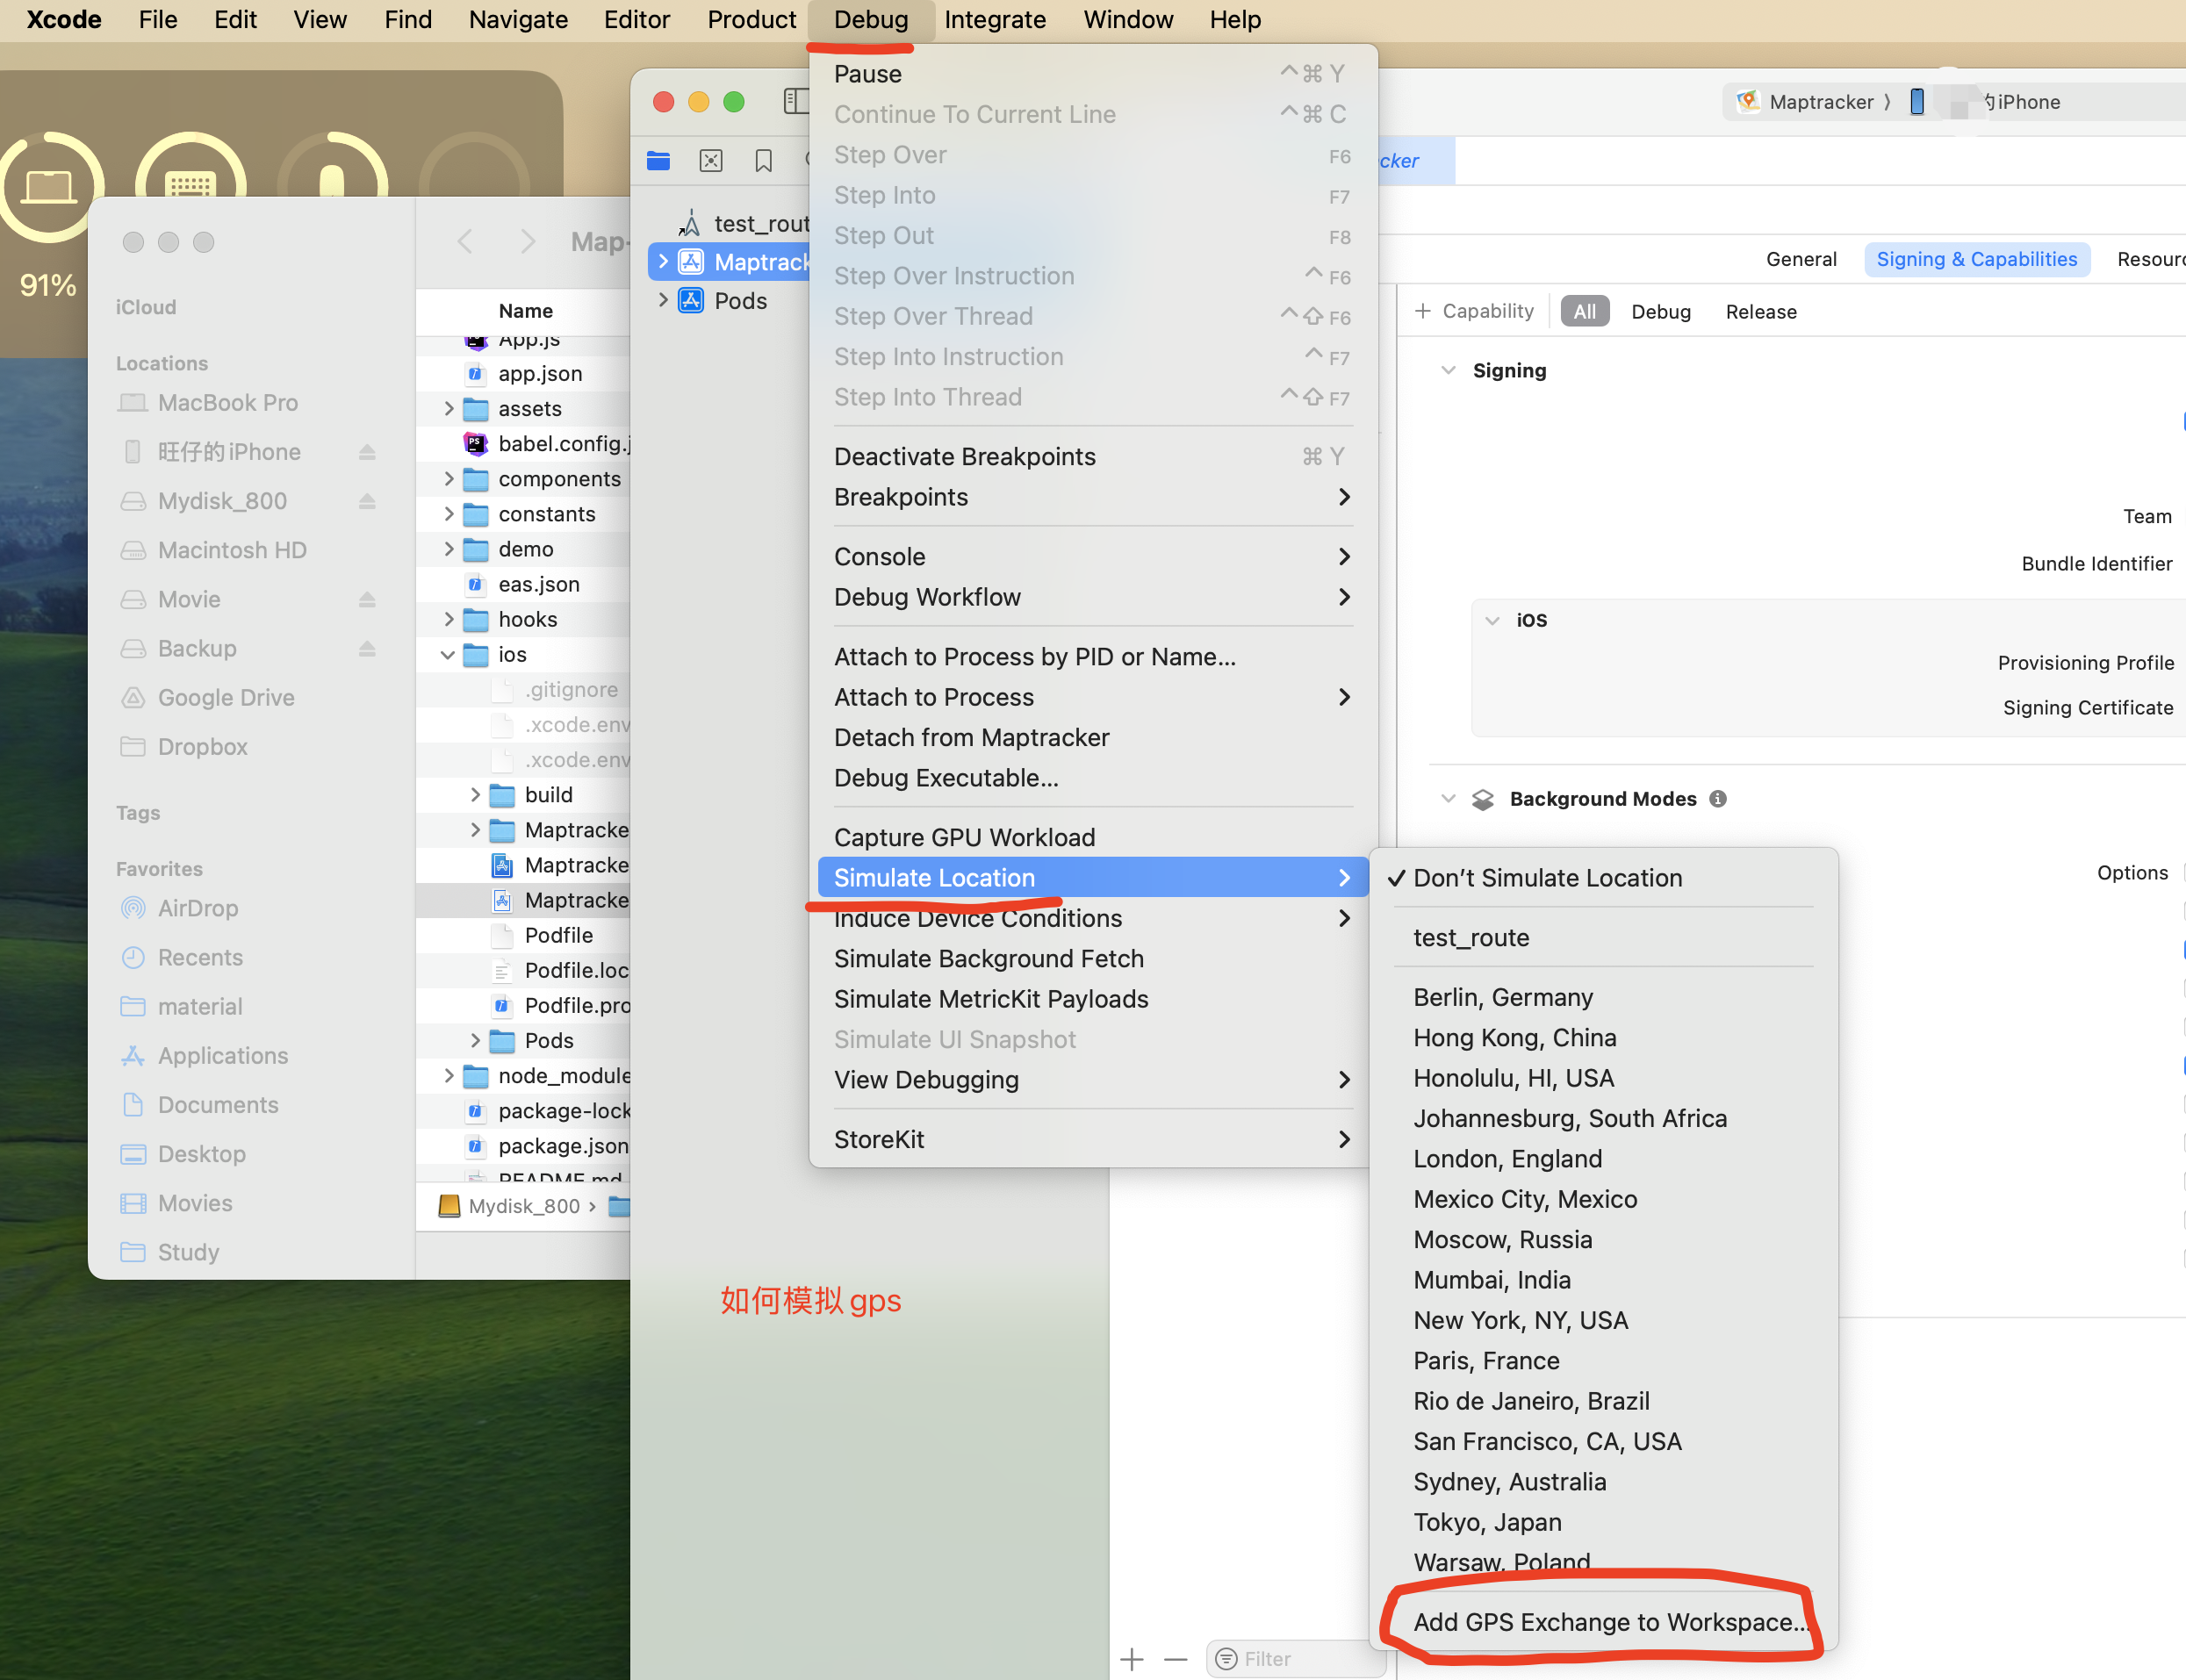 Xcode File Edit View Find Navigate Editor Product Debug Integrate Window Help
91%
iCloud
Locations
MacBook Pro
旺仔的iPhone
Mydisk_800
Macintosh HD
Movie
Backup
Google Drive
Dropbox
Tags
Favorites
AirDrop
Recents
material
Applications
Documents
Desktop
Movies
Study
Map-
Name
App.js
app.json
assets
babel.config.j
components
constants
demo
eas.json
hooks
ios
.gitignore
.xcode.env
.xcode.env
build
Maptracke
Maptracke
Maptracke
Podfile
Podfile.loc
Podfile.pro
Pods
node_module
package-lock
package.json
README.md
Mydisk_800
test_rout
Maptrack
Pods
Pause ^⌘Y
Continue To Current Line ^⌘C
Step Over F6
Step Into F7
Step Out F8
Step Over Instruction ^F6
Step Over Thread ^⇧F6
Step Into Instruction ^F7
Step Into Thread ^⇧F7
Deactivate Breakpoints ⌘Y
Breakpoints
Console
Debug Workflow
Attach to Process by PID or Name...
Attach to Process
Detach from Maptracker
Debug Executable...
Capture GPU Workload
Simulate Location
Induce Device Conditions
Simulate Background Fetch
Simulate MetricKit Payloads
Simulate UI Snapshot
View Debugging
StoreKit
如何模拟gps
Don't Simulate Location
test_route
Berlin, Germany
Hong Kong, China
Honolulu, HI, USA
Johannesburg, South Africa
London, England
Mexico City, Mexico
Moscow, Russia
Mumbai, India
New York, NY, USA
Paris, France
Rio de Janeiro, Brazil
San Francisco, CA, USA
Sydney, Australia
Tokyo, Japan
Warsaw, Poland
Add GPS Exchange to Workspace...
Maptracker 的iPhone
cker
General Signing & Capabilities Resourc
+ Capability All Debug Release
Signing
Team
Bundle Identifier
iOS
Provisioning Profile
Signing Certificate
Background Modes
Options
Filter